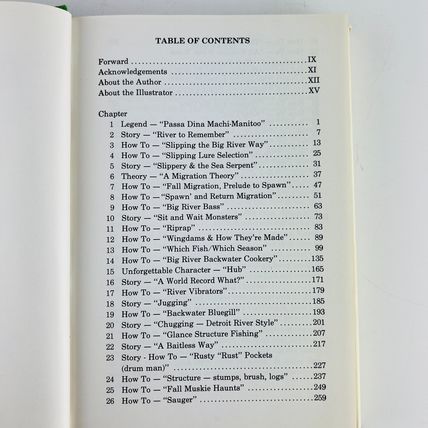 TABLE OF CONTENTS
Forward ........ IX
Acknowledgements ........ XI
About the Author ........ XII
About the Illustrator ........ XV
Chapter
1 Legend — "Passa Dina Machi-Manitoo" ........ 1
2 Story — "River to Remember" ........ 7
3 How To — "Slipping the Big River Way" ........ 13
4 How To — "Slipping Lure Selection" ........ 25
5 Story — "Slippery & the Sea Serpent" ........ 31
6 Theory — "A Migration Theory" ........ 37
7 How To — "Fall Migration, Prelude to Spawn" ..... 47
8 How To — "Spawn' and Return Migration" ........ 51
9 How To — "Big River Bass" ........ 63
10 Story — "Sit and Wait Monsters" ........ 73
11 How To — "Riprap" ........ 83
12 How To — "Wingdams & How They're Made" ..... 89
13 How To — "Which Fish/Which Season" ........ 99
14 How To — "Big River Backwater Cookery" ........ 135
15 Unforgettable Character — "Hub" ........ 165
16 Story — "A World Record What?" ........ 171
17 How To — "River Vibrators" ........ 179
18 Story — "Jugging" ........ 185
19 How To — "Backwater Bluegill" ........ 193
20 Story — "Chugging — Detroit River Style" ........ 201
21 How To — "Glance Structure Fishing" ........ 207
22 Story — "A Baitless Way" ........ 217
23 Story - How To — "Rusty "Rust" Pockets
(drum man)" ........ 227
24 How To — "Structure — stumps, brush, logs" ...... 237
25 How To — "Fall Muskie Haunts" ........ 249
26 How To — "Sauger" ........ 259